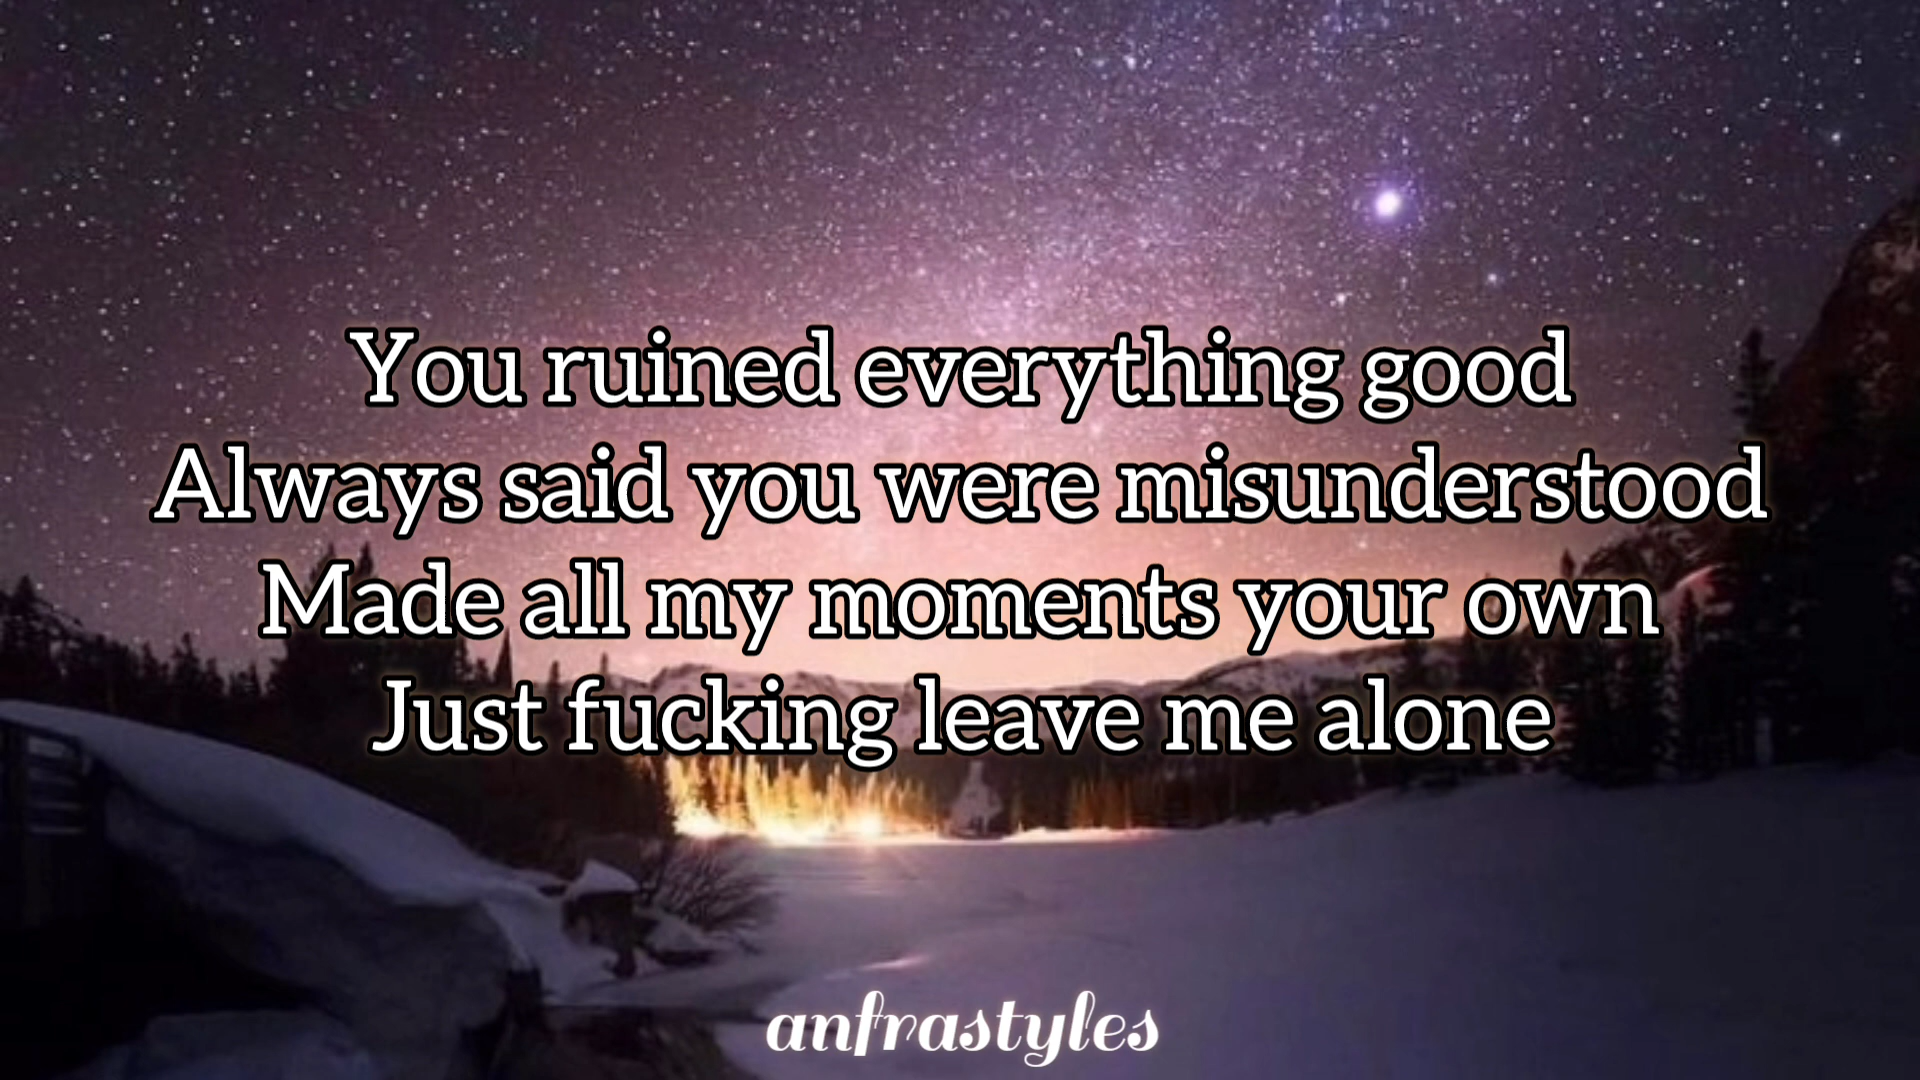 You ruined everything good
Always said you were misunderstood
Made all my moments your own
Just fucking leave me alone
anfrastyles